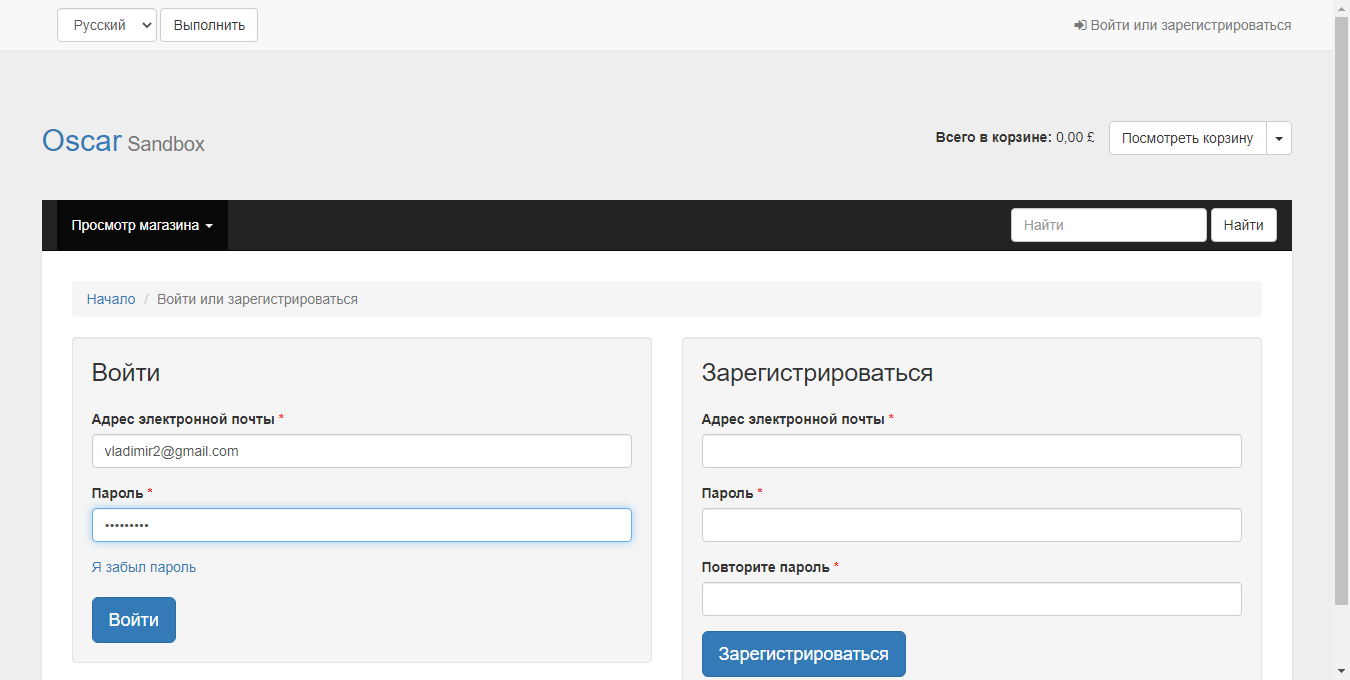 Русский Выполнить Войти или зарегистрироваться
Oscar Sandbox
Всего в корзине: 0,00 £ Посмотреть корзину
Просмотр магазина Найти Найти
Начало / Войти или зарегистрироваться
Войти
Адрес электронной почты *
vladimir2@gmail.com
Пароль *
•••••••••
Я забыл пароль
Войти
Зарегистрироваться
Адрес электронной почты *
Пароль *
Повторите пароль *
Зарегистрироваться